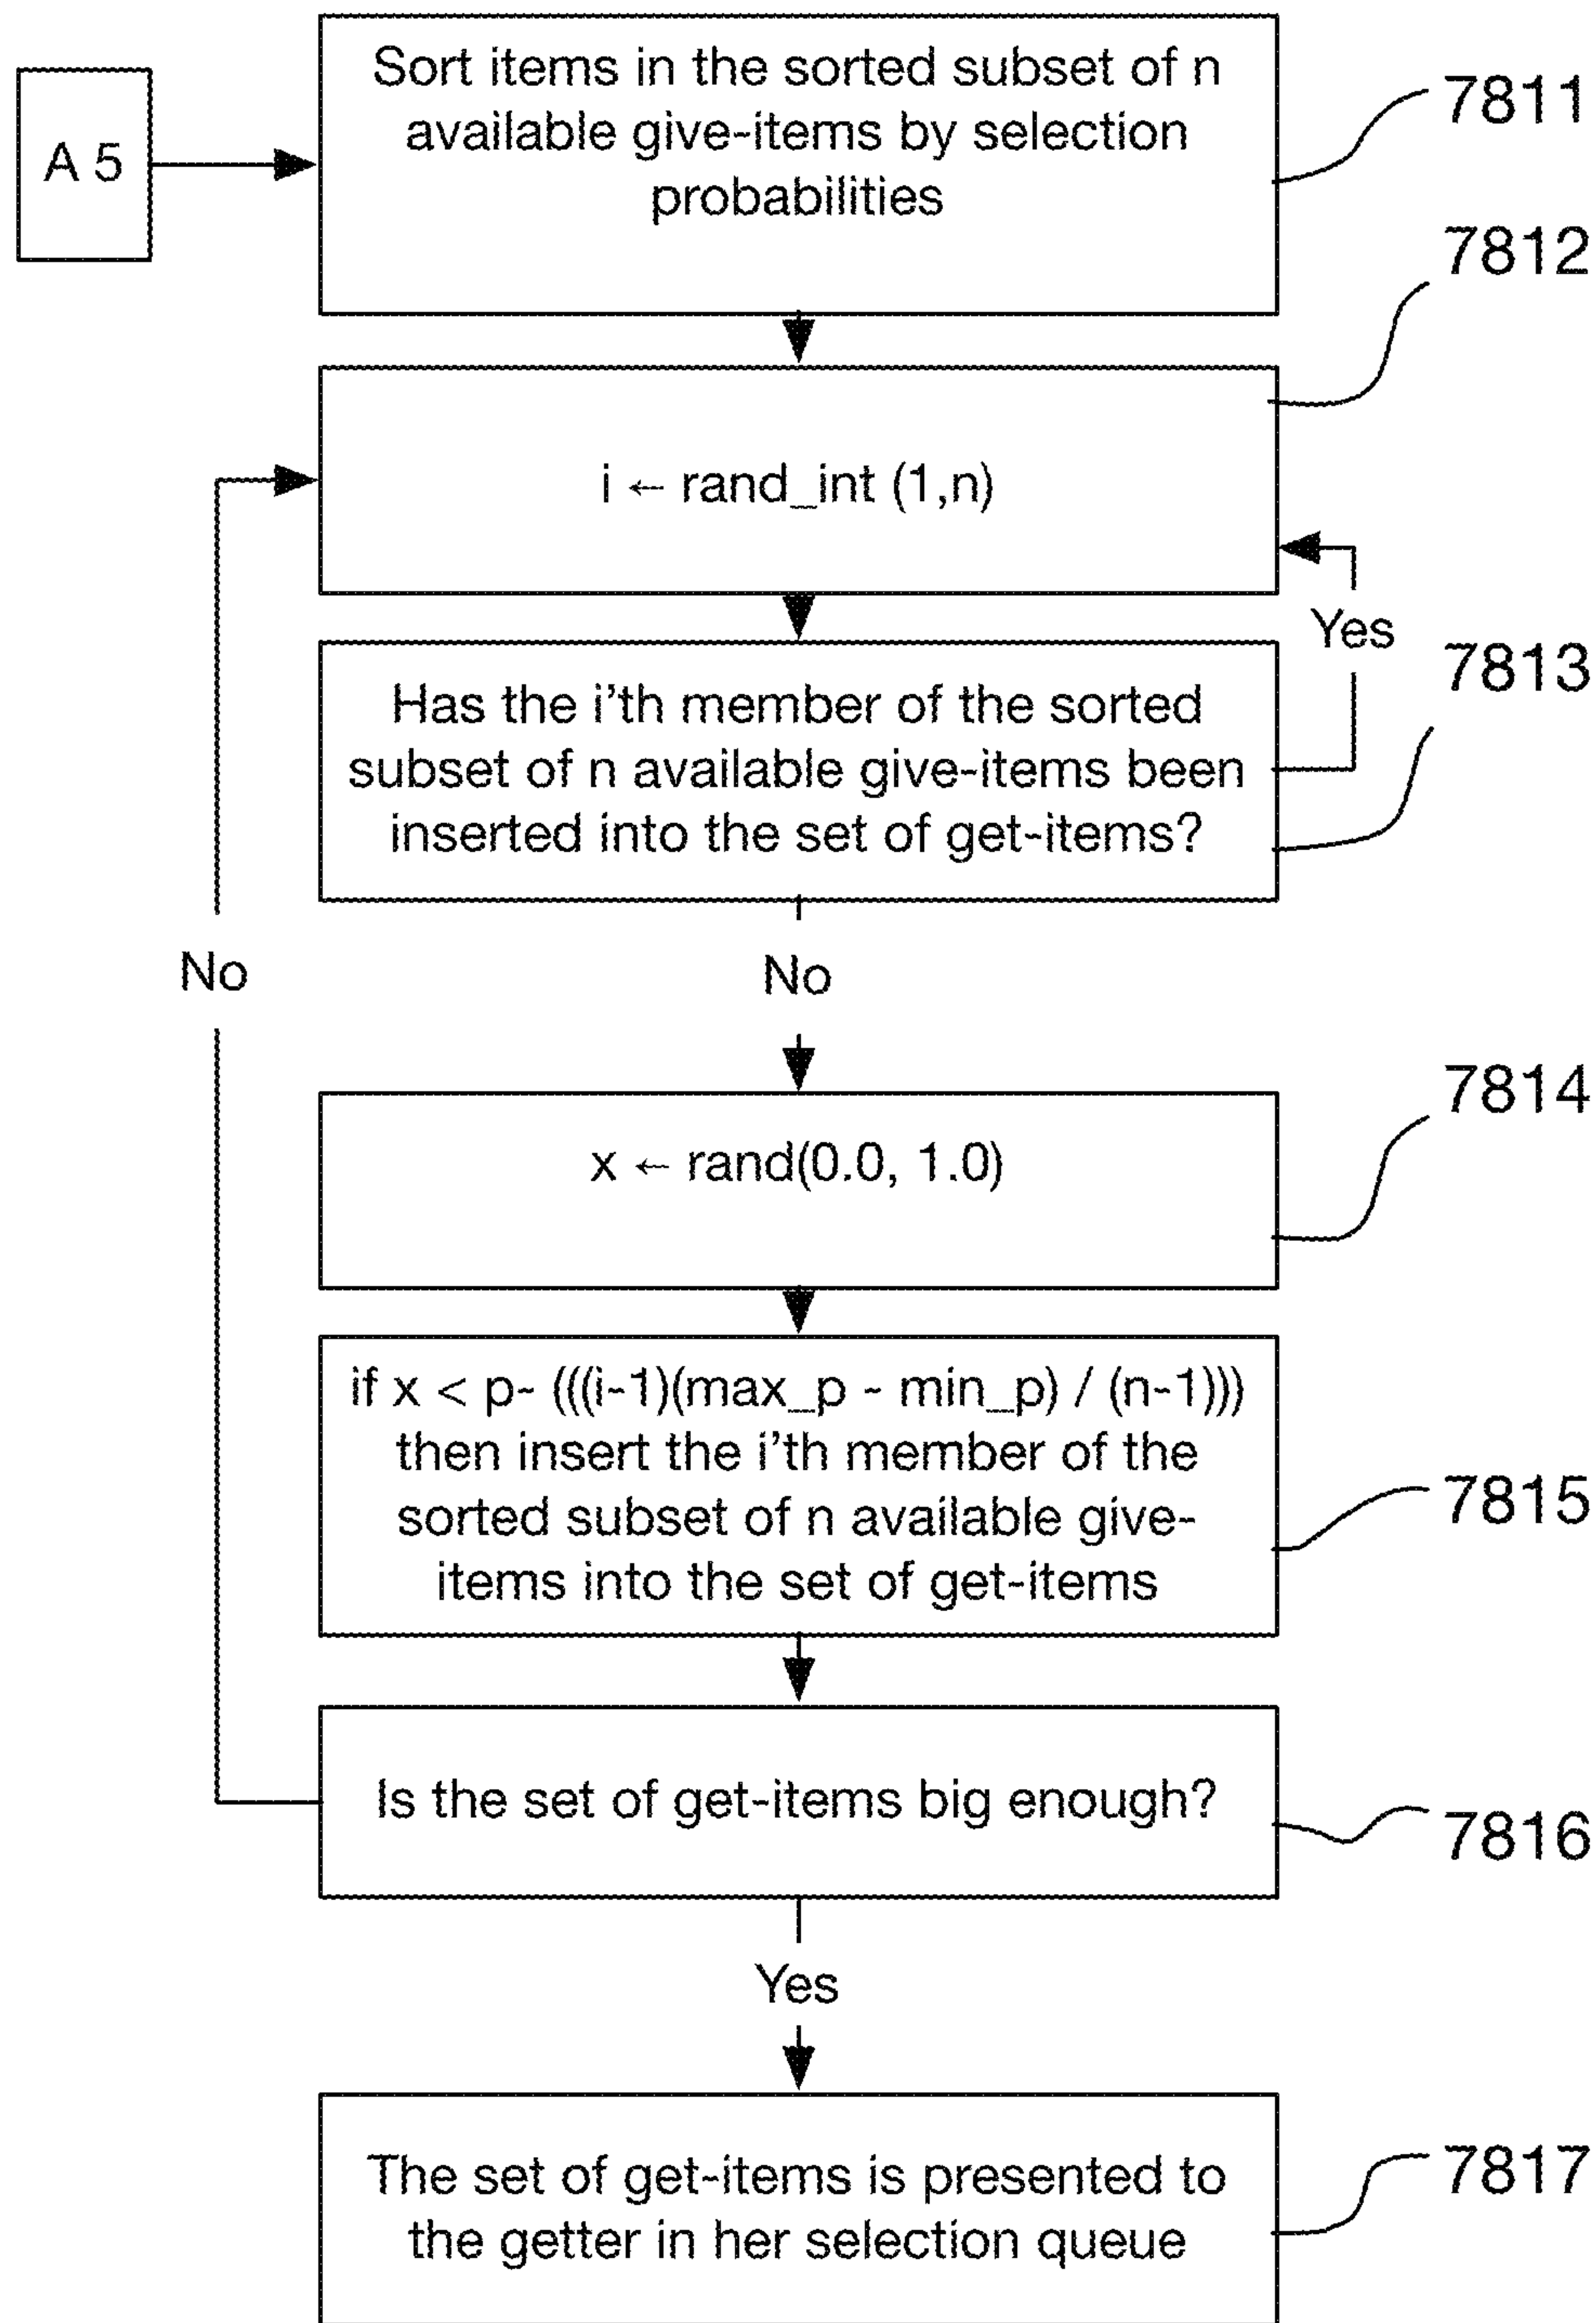 A 5
Sort items in the sorted subset of n
available give-items by selection
probabilities
7811
7812
i ← rand_int (1,n)
Yes
7813
Has the i'th member of the sorted
subset of n available give-items been
inserted into the set of get-items?
No
No
7814
x ← rand(0.0, 1.0)
if x < p- (((i-1)(max_p - min_p) / (n-1)))
then insert the i'th member of the
sorted subset of n available give-
items into the set of get-items
7815
Is the set of get-items big enough?
7816
Yes
The set of get-items is presented to
the getter in her selection queue
7817